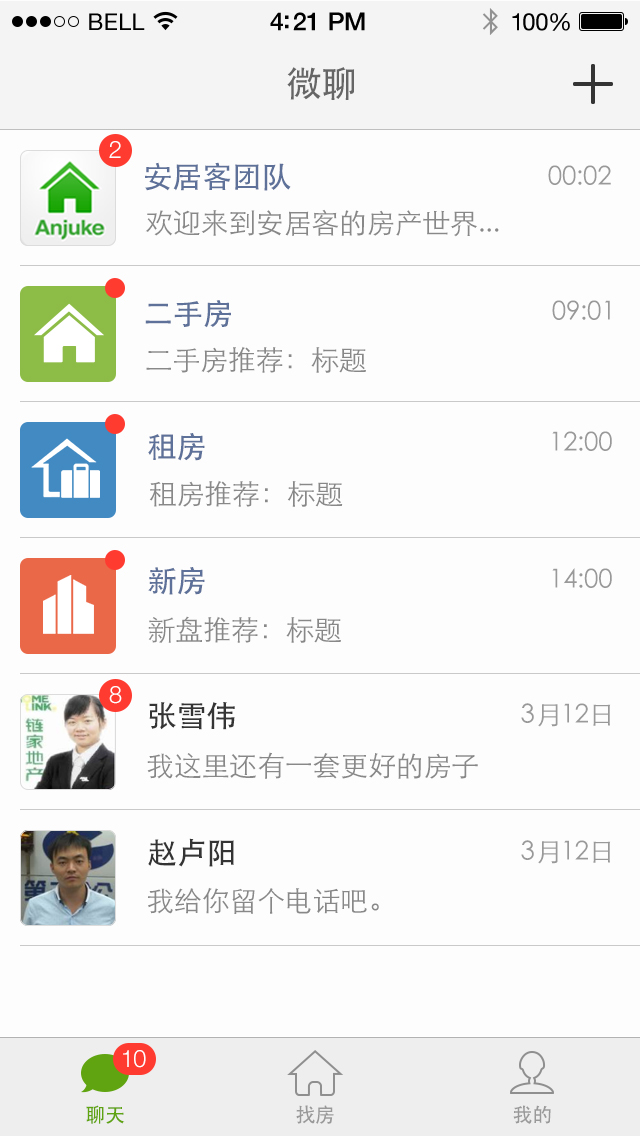 BELL 4:21 PM 100%
微聊
2
Anjuke
安居客团队 00:02
欢迎来到安居客的房产世界...
二手房 09:01
二手房推荐：标题
租房 12:00
租房推荐：标题
新房 14:00
新盘推荐：标题
8
链家地产
张雪伟 3月12日
我这里还有一套更好的房子
赵卢阳 3月12日
我给你留个电话吧。
10
聊天 找房 我的